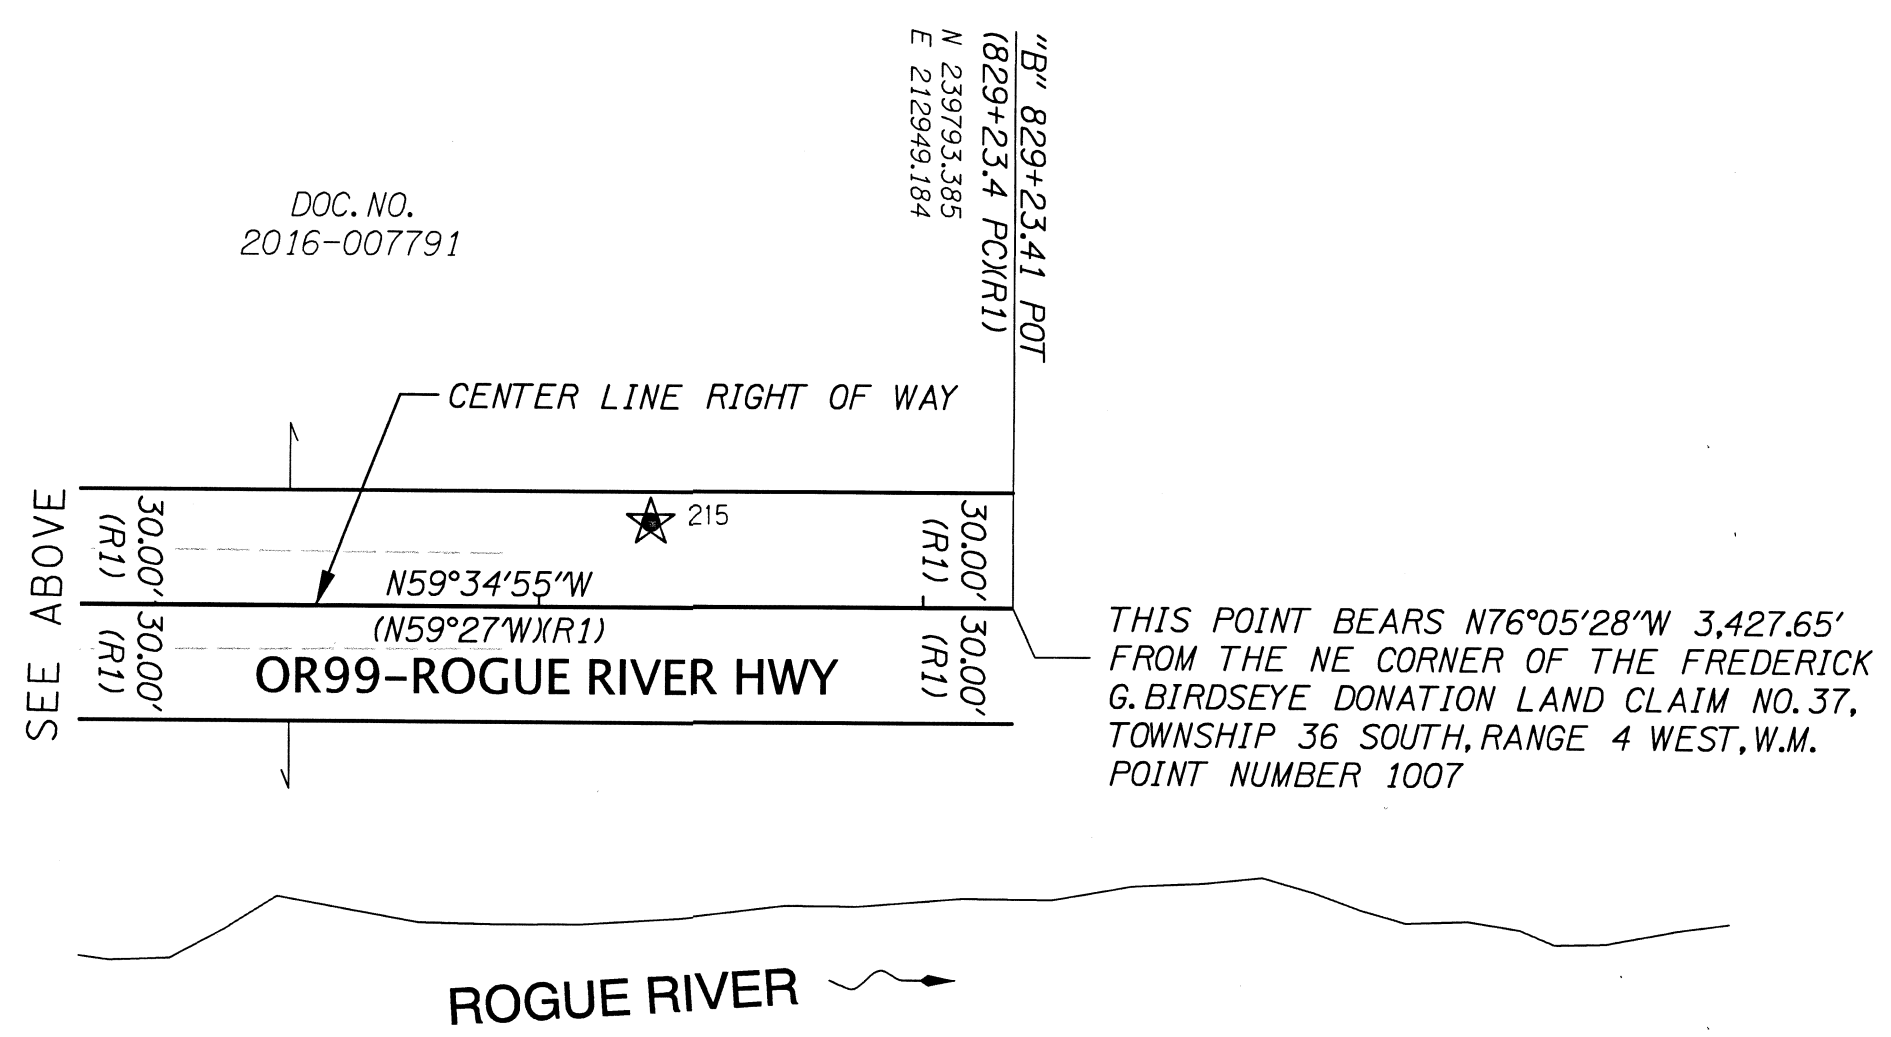 "B" 829+23.41 POT
(829+23.4 PC)(R1)
N 239793.385
E 212949.184
DOC. NO.
2016-007791
CENTER LINE RIGHT OF WAY
SEE ABOVE
30.00'
(R1)
215
30.00'
(R1)
N59°34'55"W
(N59°27'W)(R1)
30.00'
(R1)
OR99-ROGUE RIVER HWY
30.00'
(R1)
THIS POINT BEARS N76°05'28"W 3,427.65'
FROM THE NE CORNER OF THE FREDERICK
G. BIRDSEYE DONATION LAND CLAIM NO. 37,
TOWNSHIP 36 SOUTH, RANGE 4 WEST, W.M.
POINT NUMBER 1007
ROGUE RIVER